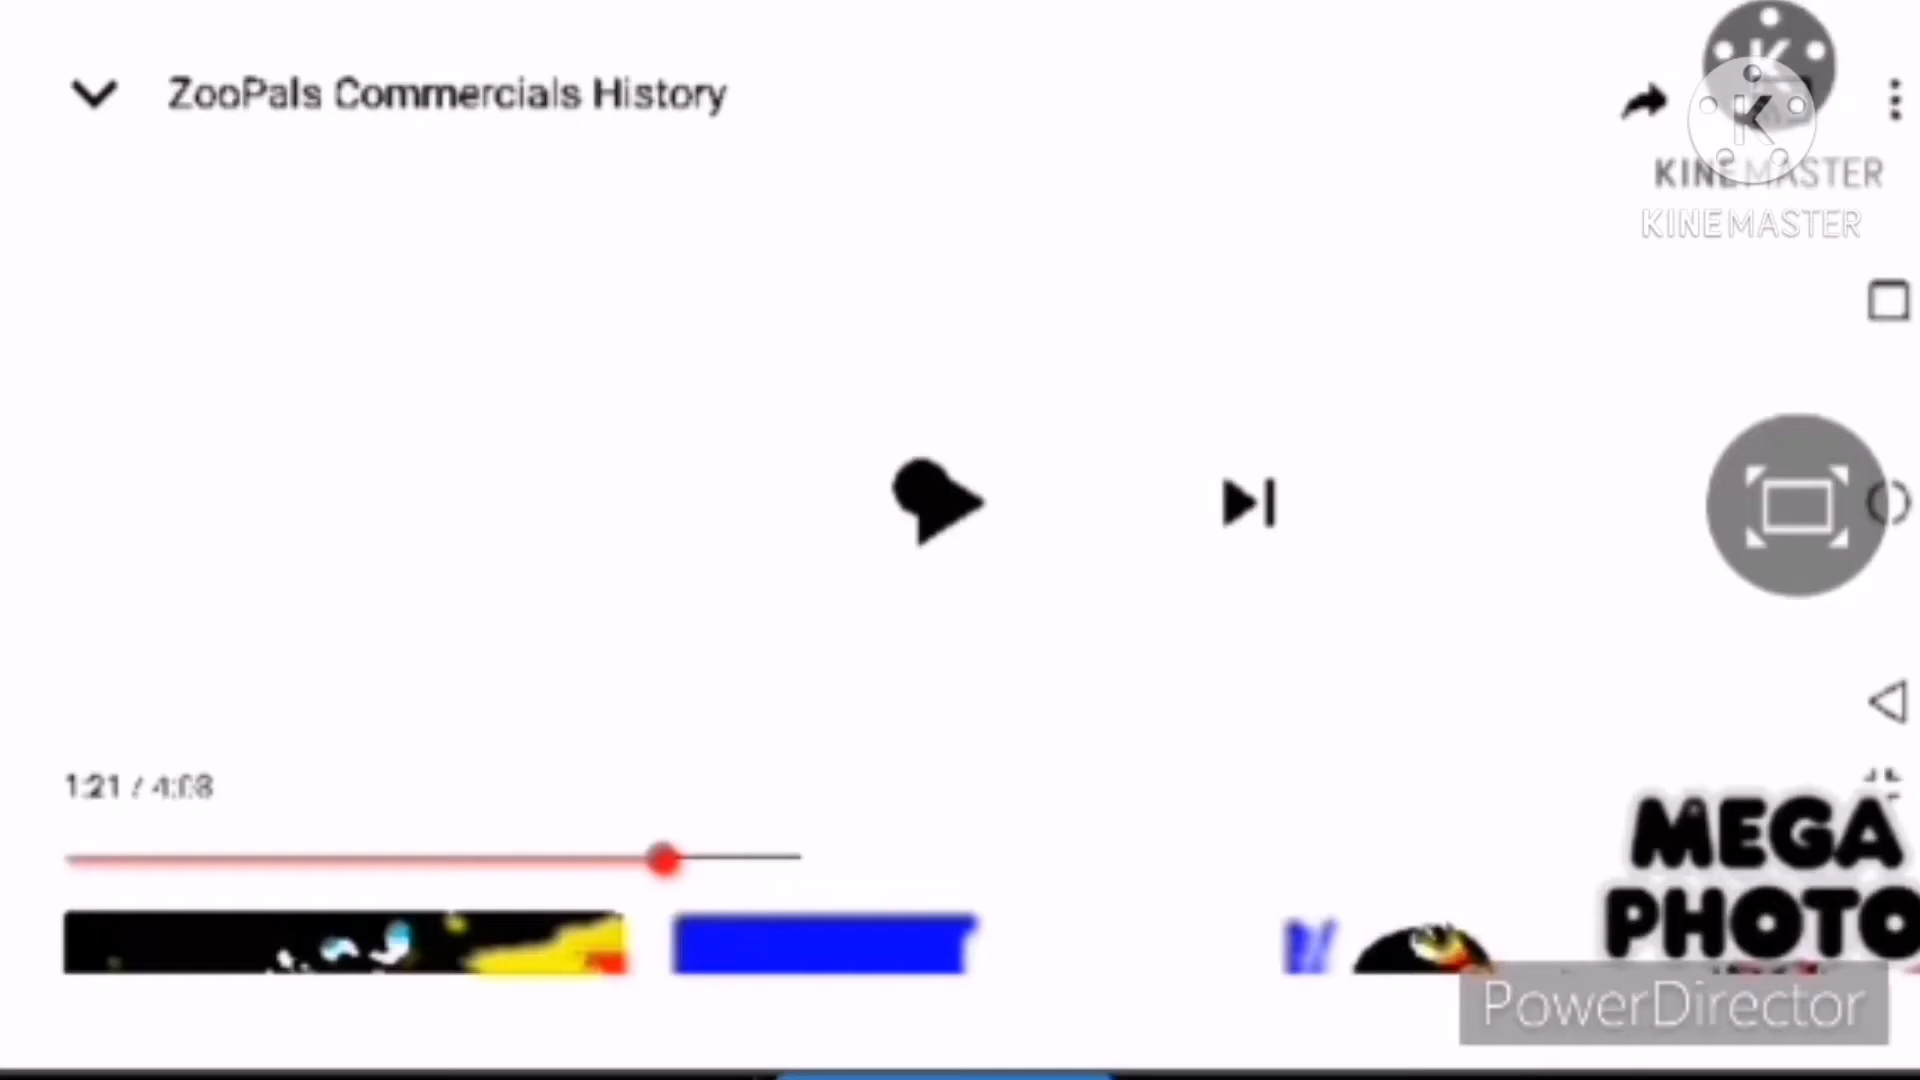 ZooPals Commercials History
K
K
KINEMASTER
KINEMASTER
1:21 / 4:08
MEGA
PHOTO
PowerDirector